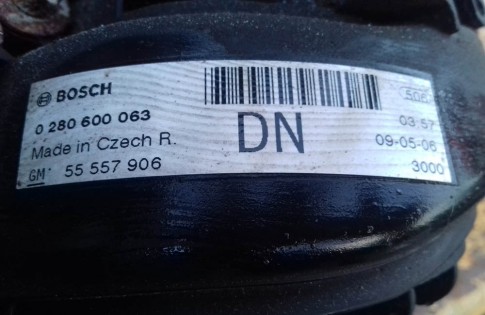 BOSCH
506
0 280 600 063
DN
03:57
Made in Czech R.
09-05-06
GM 55 557 906
3000